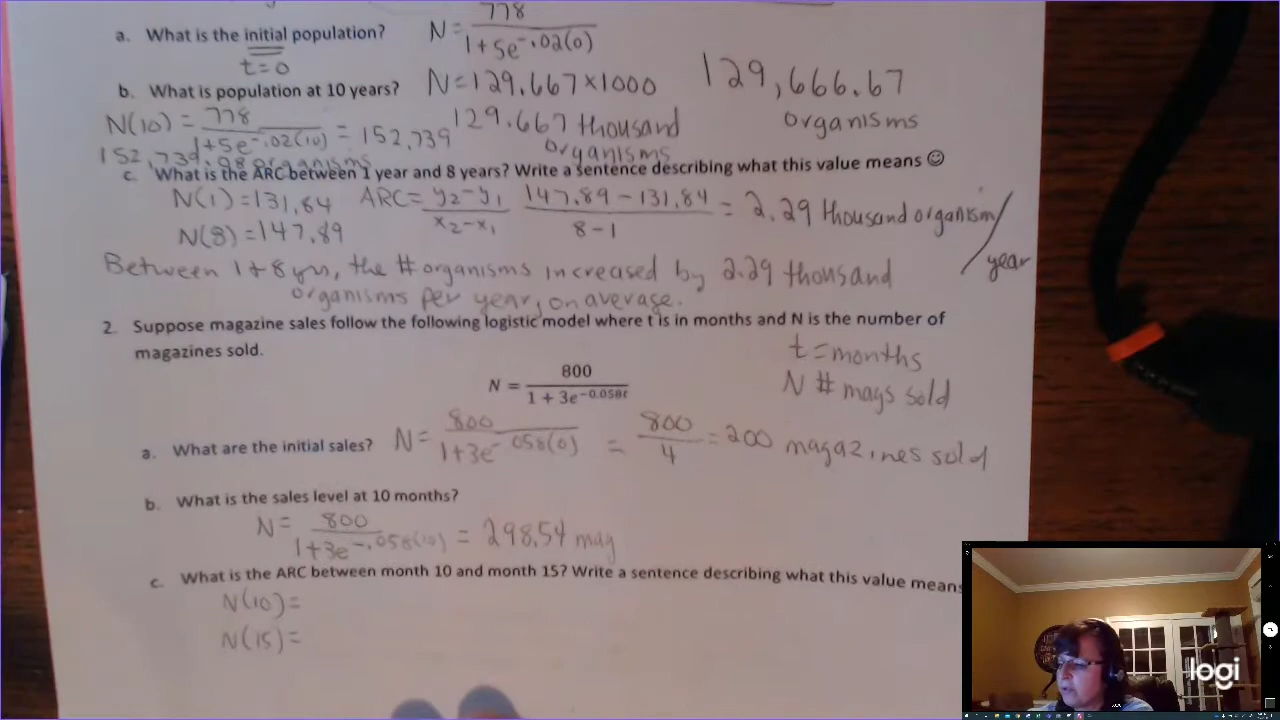 a. What is the initial population? N = 778 / 1+5e^-.02(0)
t=0
b. What is population at 10 years? N=129.667×1000 129,666.67
N(10) = 778 / 1+5e^-.02(10) = 152,739 129.667 thousand organisms
152,739.98 organisms organisms
c. What is the ARC between 1 year and 8 years? Write a sentence describing what this value means ☺
N(1)=131.84 ARC= y2-y1 / x2-x1 147.89-131.84 / 8-1 = 2.29 thousand organism/year
N(8)=147.89
Between 1+8 yrs, the # organisms increased by 2.29 thousand
organisms per year, on average.
2. Suppose magazine sales follow the following logistic model where t is in months and N is the number of
magazines sold.
t=months
N = 800 / 1 + 3e^-0.058t
N # mags sold
a. What are the initial sales? N = 800 / 1+3e^-.058(0) = 800 / 4 = 200 magazines sold
b. What is the sales level at 10 months?
N = 800 / 1+3e^-.058(10) = 298.54 mag
c. What is the ARC between month 10 and month 15? Write a sentence describing what this value means
N(10)=
N(15)=
logi